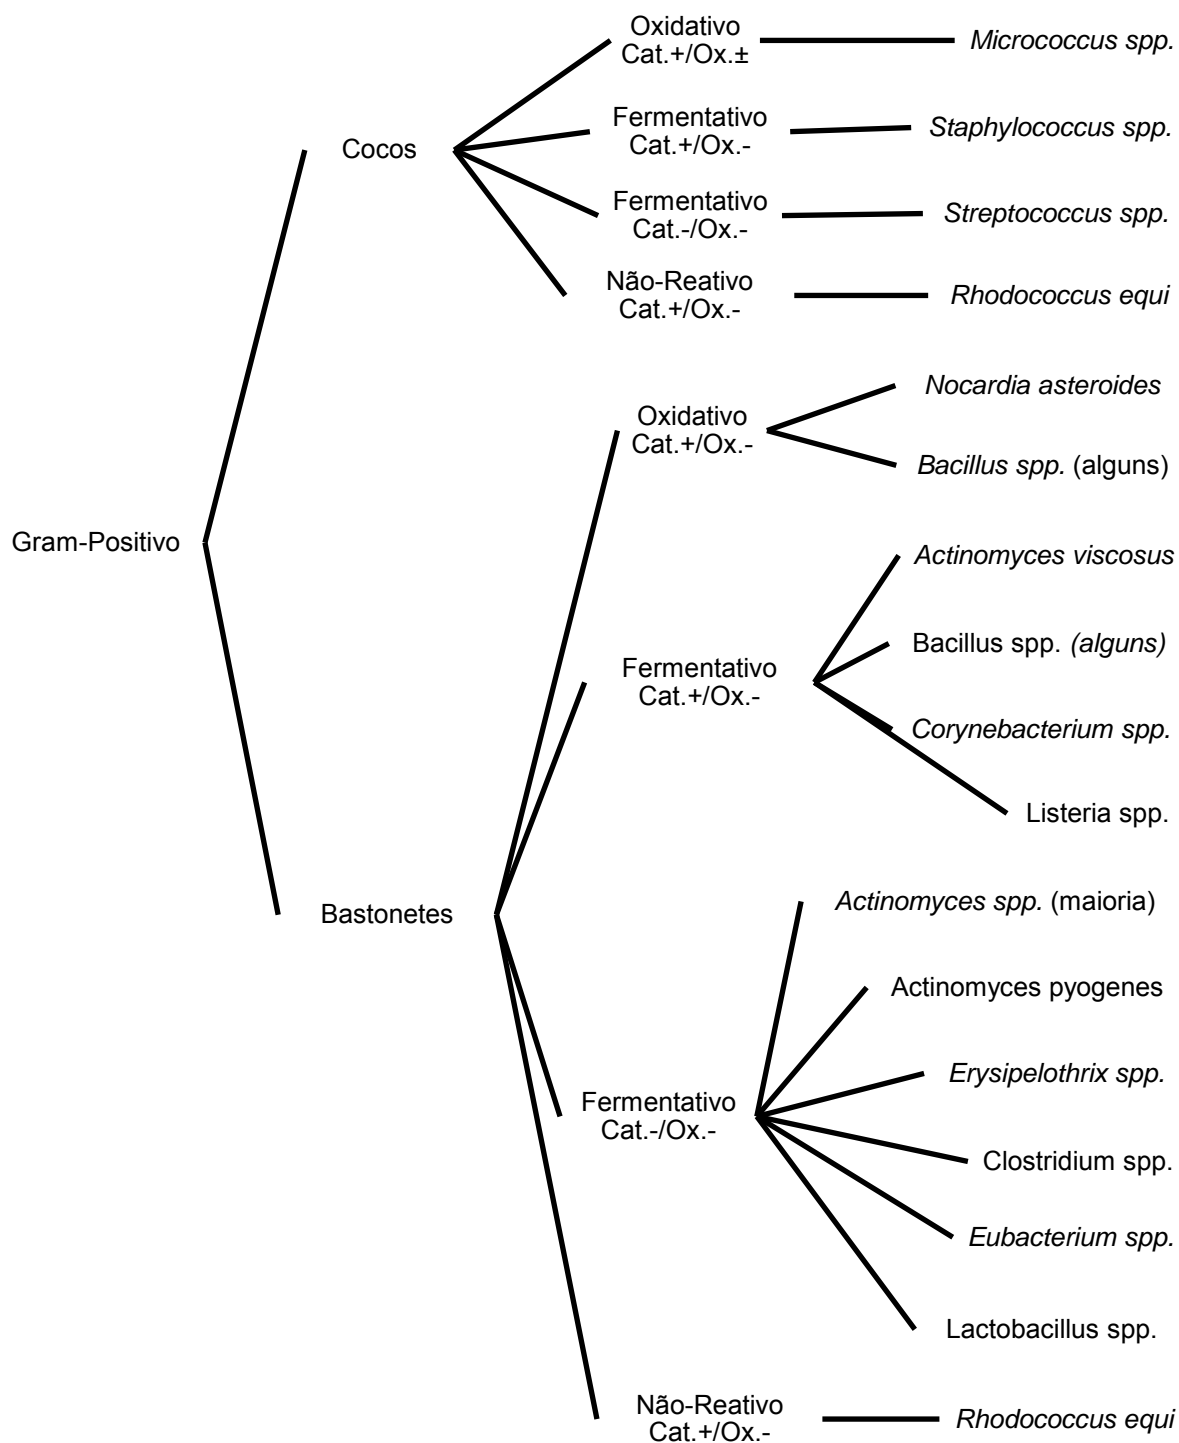 Oxidativo
Cat.+/Ox.±
Micrococcus spp.
Fermentativo
Cat.+/Ox.-
Staphylococcus spp.
Cocos
Fermentativo
Cat.-/Ox.-
Streptococcus spp.
Não-Reativo
Cat.+/Ox.-
Rhodococcus equi
Nocardia asteroides
Oxidativo
Cat.+/Ox.-
Bacillus spp. (alguns)
Gram-Positivo
Actinomyces viscosus
Bacillus spp. (alguns)
Fermentativo
Cat.+/Ox.-
Corynebacterium spp.
Listeria spp.
Bastonetes
Actinomyces spp. (maioria)
Actinomyces pyogenes
Erysipelothrix spp.
Fermentativo
Cat.-/Ox.-
Clostridium spp.
Eubacterium spp.
Lactobacillus spp.
Não-Reativo
Cat.+/Ox.-
Rhodococcus equi